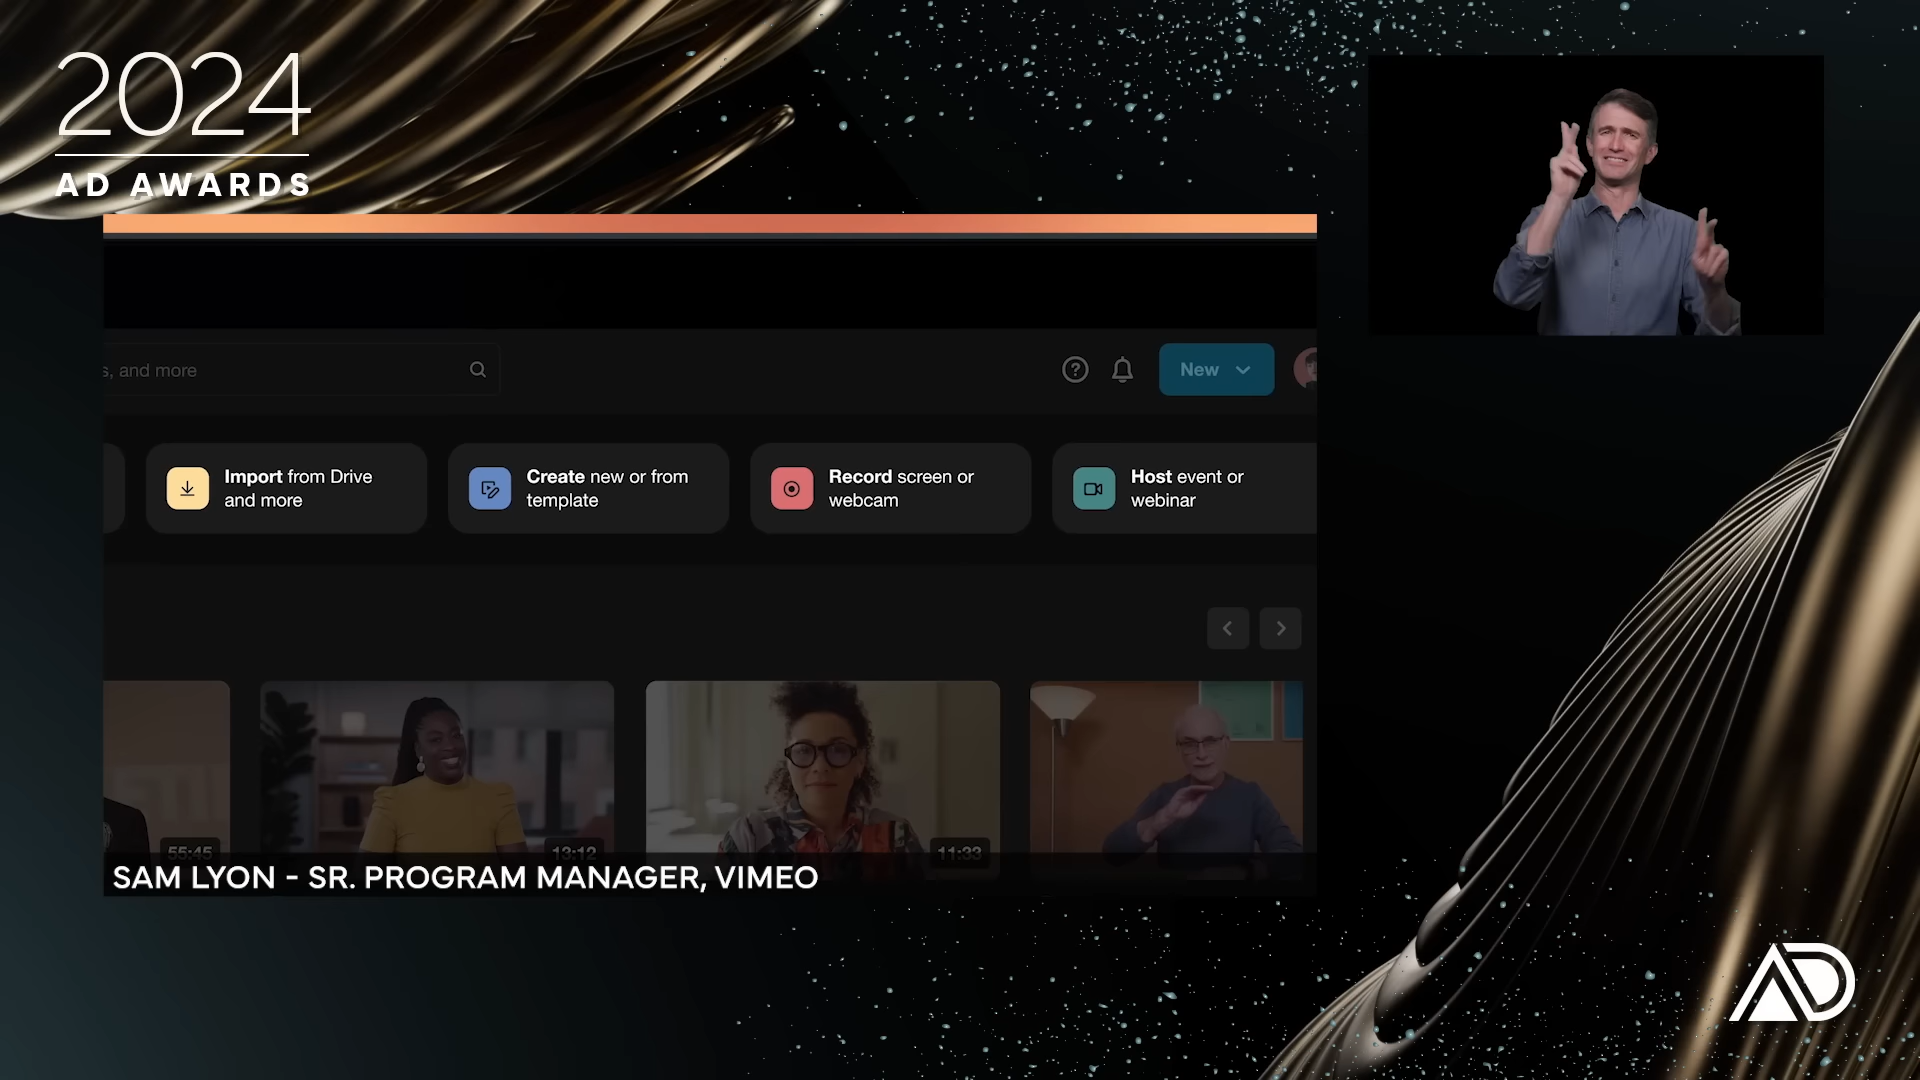 2024
AD AWARDS
s, and more
New
Import from Drive
and more
Create new or from
template
Record screen or
webcam
Host event or
webinar
55:45
13:12
11:33
SAM LYON - SR. PROGRAM MANAGER, VIMEO
AD